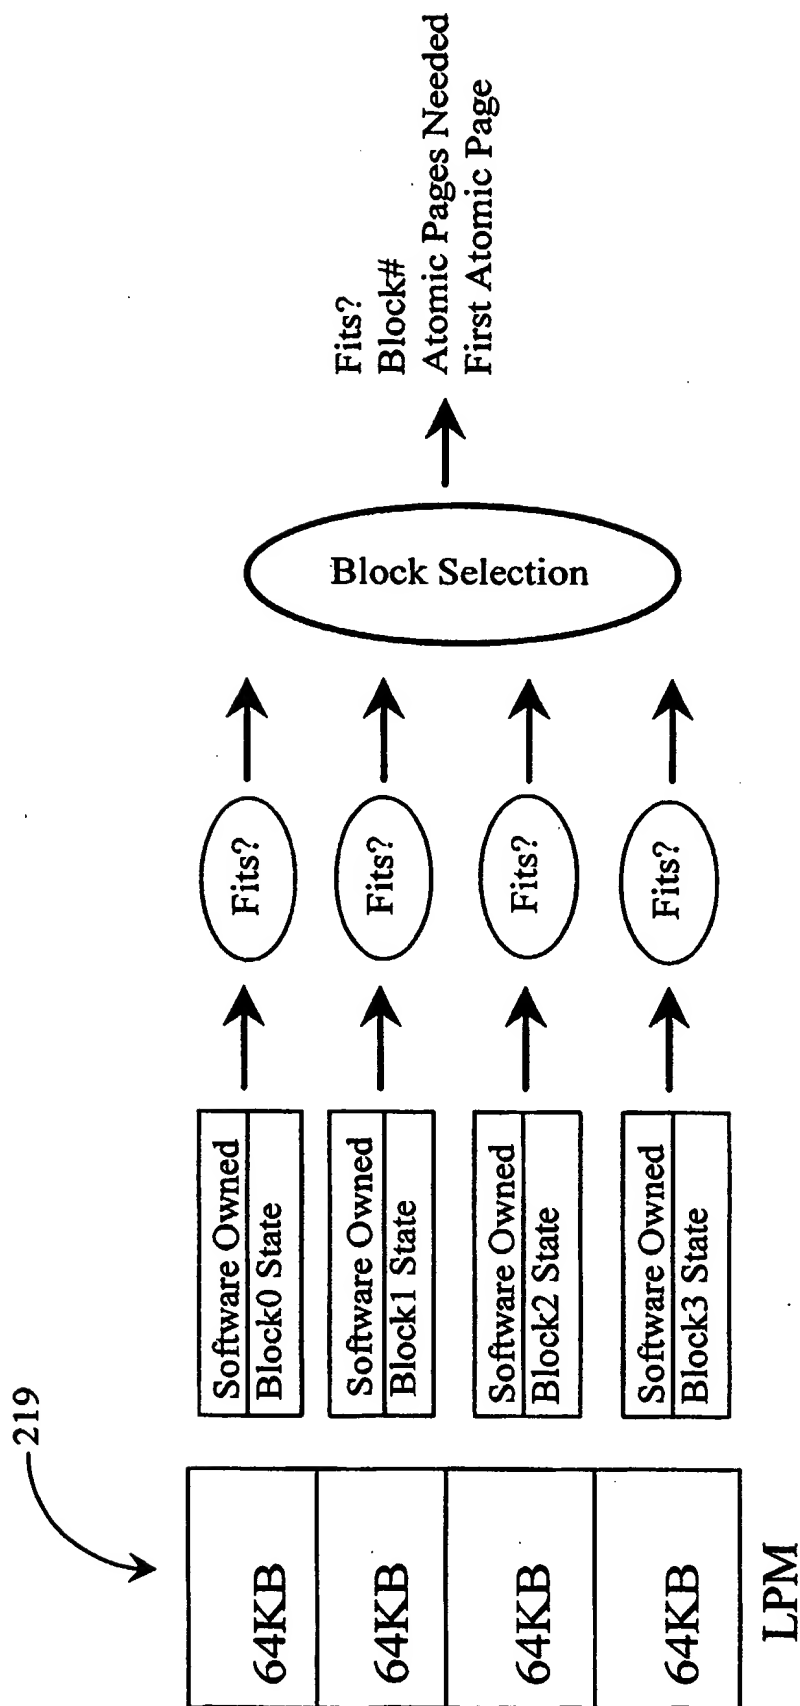 219
64KB
64KB
64KB
64KB
LPM
Software Owned
Block0 State
Software Owned
Block1 State
Software Owned
Block2 State
Software Owned
Block3 State
Fits?
Fits?
Fits?
Fits?
Block Selection
Fits?
Block#
Atomic Pages Needed
First Atomic Page